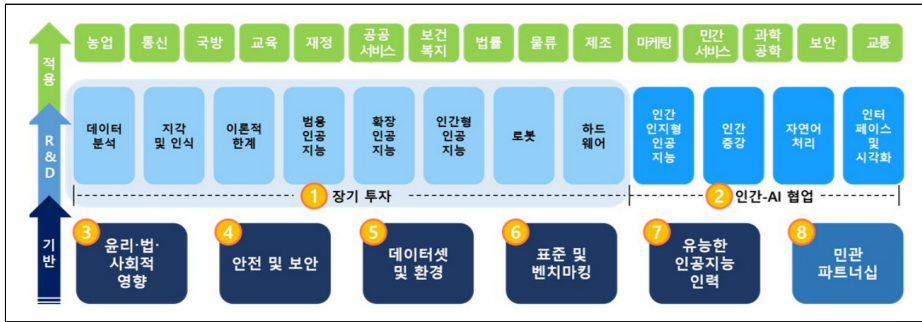 적용
농업
통신
국방
교육
재정
공공
서비스
보건
복지
법률
물류
제조
마케팅
민간
서비스
과학
공학
보안
교통
R&D
데이터
분석
지각
및 인식
이론적
한계
범용
인공
지능
확장
인공
지능
인간형
인공
지능
로봇
하드
웨어
인간
인지형
인공
지능
인간
증강
자연어
처리
인터
페이스
및
시각화
1 장기 투자
2 인간-AI 협업
기반
3
윤리·법·
사회적
영향
4
안전 및 보안
5
데이터셋
및 환경
6
표준 및
벤치마킹
7
유능한
인공지능
인력
8
민관
파트너십